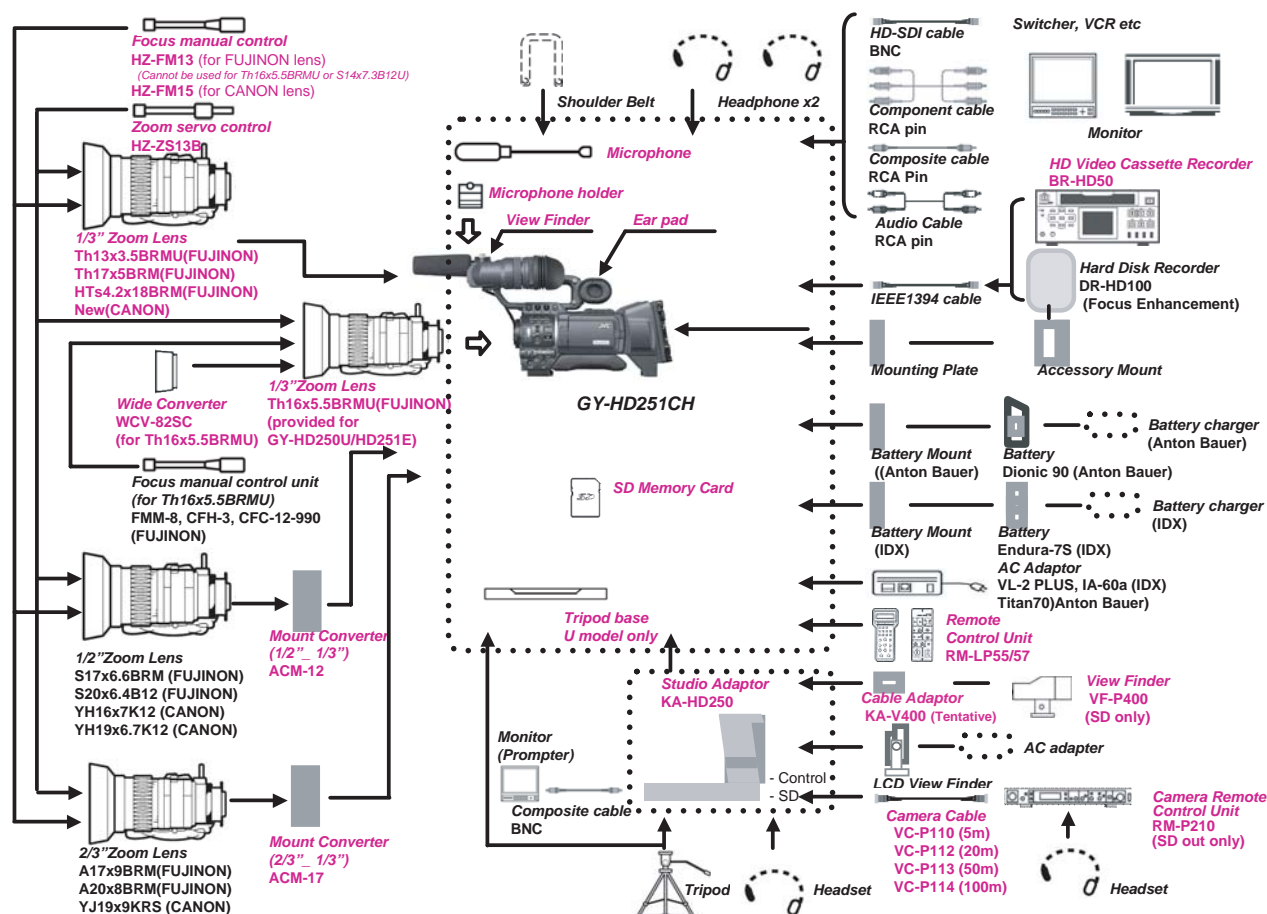 Focus manual control
HZ-FM13 (for FUJINON lens)
(Cannot be used for Th16x5.5BRMU or S14x7.3B12U)
HZ-FM15 (for CANON lens)
Zoom servo control
HZ-ZS13B
1/3” Zoom Lens
Th13x3.5BRMU(FUJINON)
Th17x5BRM(FUJINON)
HTs4.2x18BRM(FUJINON)
New(CANON)
Wide Converter
WCV-82SC
(for Th16x5.5BRMU)
1/3”Zoom Lens
Th16x5.5BRMU(FUJINON)
(provided for
GY-HD250U/HD251E)
Focus manual control unit
(for Th16x5.5BRMU)
FMM-8, CFH-3, CFC-12-990
(FUJINON)
Mount Converter
(1/2”_ 1/3”)
ACM-12
1/2”Zoom Lens
S17x6.6BRM (FUJINON)
S20x6.4B12 (FUJINON)
YH16x7K12 (CANON)
YH19x6.7K12 (CANON)
Mount Converter
(2/3”_ 1/3”)
ACM-17
2/3”Zoom Lens
A17x9BRM(FUJINON)
A20x8BRM(FUJINON)
YJ19x9KRS (CANON)
Shoulder Belt
Headphone x2
Microphone
Microphone holder
View Finder
Ear pad
JVC
GY-HD251CH
SD Memory Card
SD
Tripod base
U model only
Studio Adaptor
KA-HD250
- Control
- SD
Monitor
(Prompter)
Composite cable
BNC
Tripod
Headset
HD-SDI cable
BNC
Component cable
RCA pin
Composite cable
RCA Pin
Audio Cable
RCA pin
Switcher, VCR etc
Monitor
HD Video Cassette Recorder
BR-HD50
Hard Disk Recorder
DR-HD100
(Focus Enhancement)
IEEE1394 cable
Mounting Plate
Accessory Mount
Battery Mount
((Anton Bauer)
Battery
Dionic 90 (Anton Bauer)
Battery charger
(Anton Bauer)
Battery Mount
(IDX)
Battery
Endura-7S (IDX)
Battery charger
(IDX)
AC Adaptor
VL-2 PLUS, IA-60a (IDX)
Titan70)Anton Bauer)
Remote
Control Unit
RM-LP55/57
Cable Adaptor
KA-V400 (Tentative)
View Finder
VF-P400
(SD only)
LCD View Finder
AC adapter
Camera Cable
VC-P110 (5m)
VC-P112 (20m)
VC-P113 (50m)
VC-P114 (100m)
Camera Remote
Control Unit
RM-P210
(SD out only)
Headset